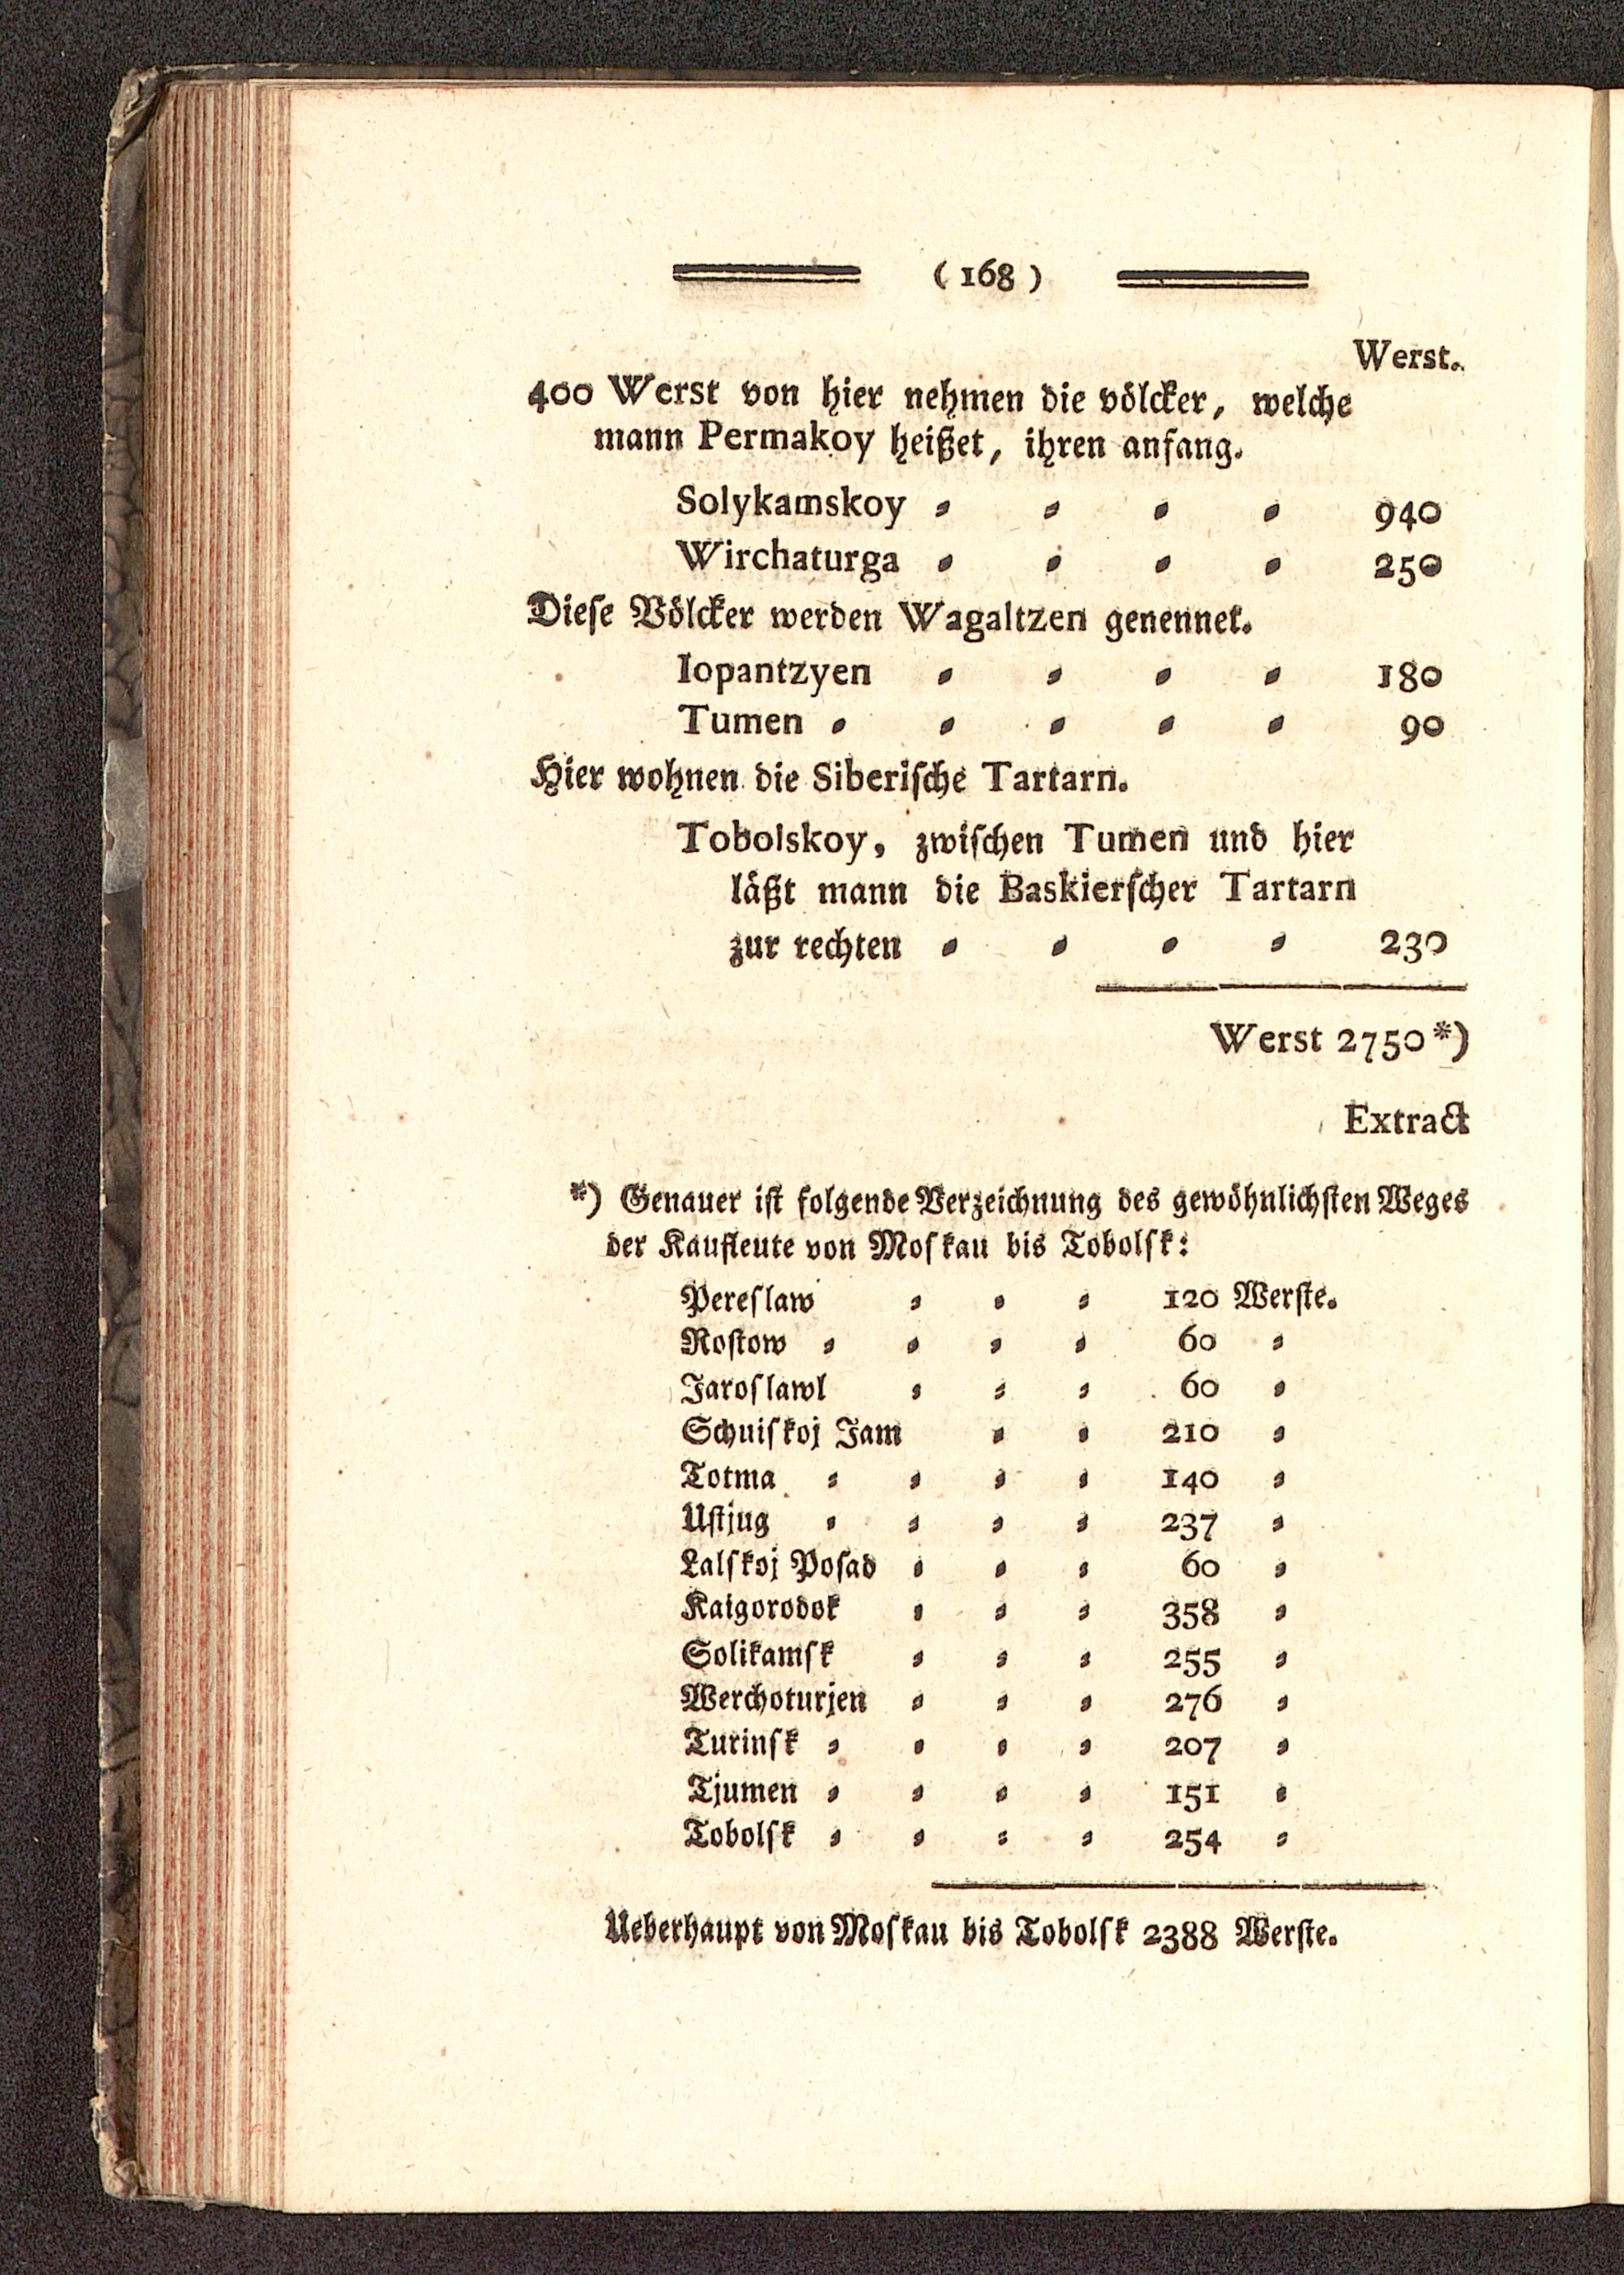 ( 168 )
Werst.
400 Werst von hier nehmen die völcker, welche
mann Permakoy heißet, ihren anfang.
Solykamskoy = = = = 940
Wirchaturga = = = = 250
Dieſe Völcker werden Wagaltzen genennet.
Iopantzyen = = = = 180
Tumen = = = = = 90
Hier wohnen die Siberiſche Tartarn.
Tobolskoy, zwiſchen Tumen und hier
läßt mann die Baskierſcher Tartarn
zur rechten = = = = 230
Werst 2750*)
Extract
*) Genauer iſt folgende Verzeichnung des gewöhnlichſten Weges
der Kaufleute von Moſkau bis Tobolſk:
Pereſlaw = = = 120 Werſte.
Roſtow = = = = 60 =
Jaroſlawl = = = 60 =
Schuiſkoj Jam = = 210 =
Totma = = = = 140 =
Uſtjug = = = = 237 =
Lalſkoj Poſad = = = 60 =
Kaigorodok = = = 358 =
Solikamſk = = = 255 =
Werchoturjen = = = 276 =
Turinſk = = = = 207 =
Tjumen = = = = 151 =
Tobolſk = = = = 254 =
Ueberhaupt von Moſkau bis Tobolſk 2388 Werſte.